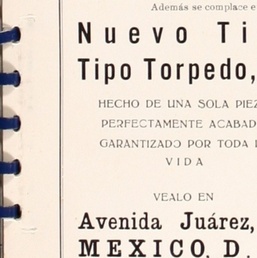 Además se complace e
Nuevo Ti
Tipo Torpedo,
HECHO DE UNA SOLA PIEZ
PERFECTAMENTE ACABAD
GARANTIZADO POR TODA L
VIDA
VEALO EN
Avenida Juárez,
MEXICO, D.